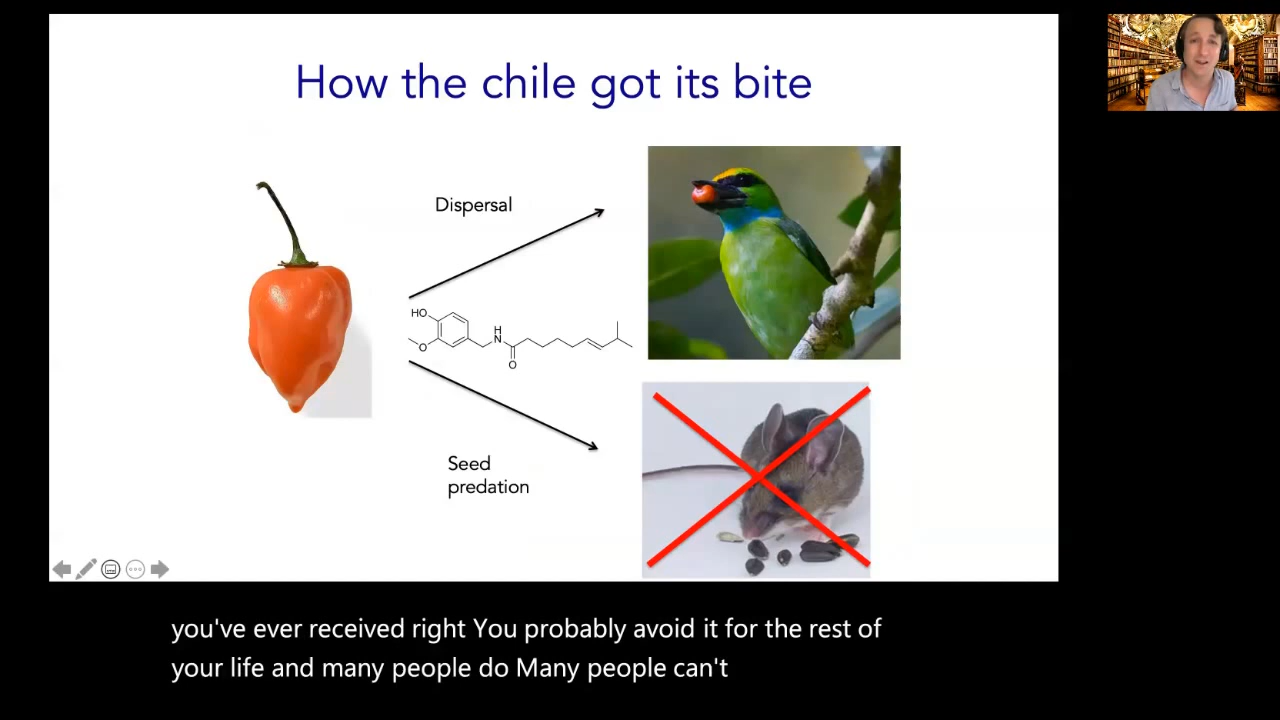 How the chile got its bite
Dispersal
HO
O
H
N
O
Seed
predation
you've ever received right You probably avoid it for the rest of
your life and many people do Many people can't